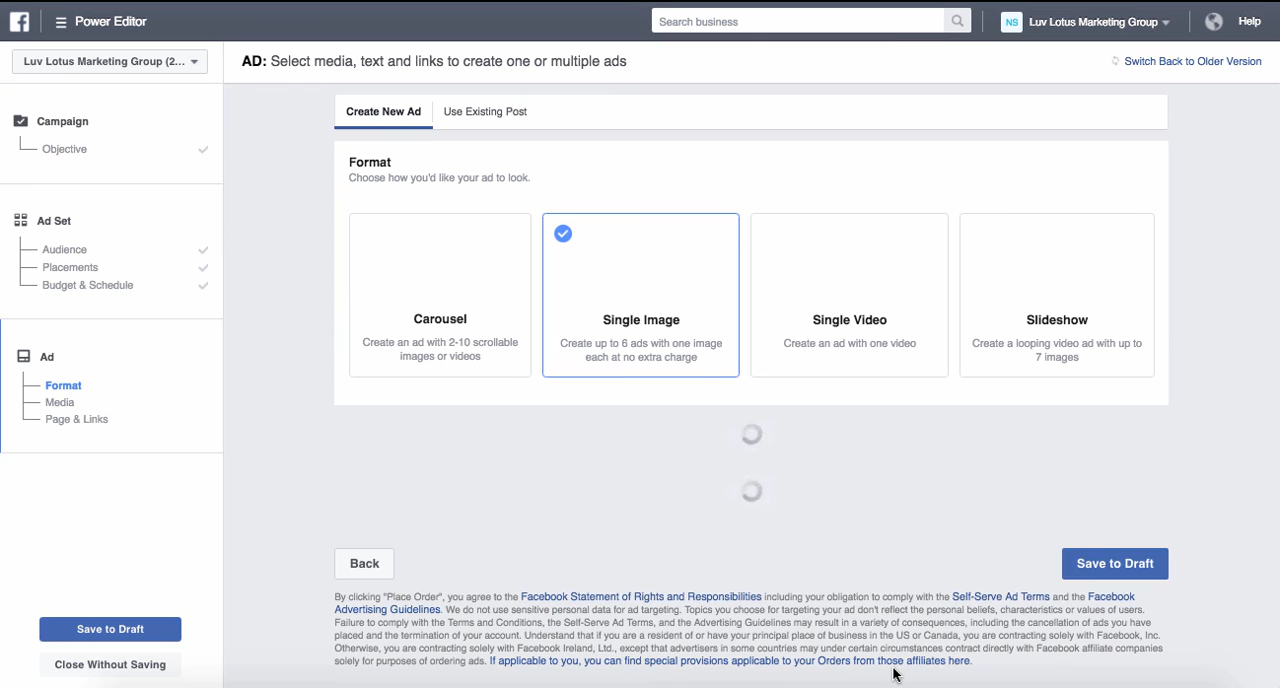 f
Power Editor
Search business
NS Luv Lotus Marketing Group
Help
Luv Lotus Marketing Group (2...
AD: Select media, text and links to create one or multiple ads
Switch Back to Older Version
Campaign
Objective
Ad Set
Audience
Placements
Budget & Schedule
Ad
Format
Media
Page & Links
Save to Draft
Close Without Saving
Create New Ad
Use Existing Post
Format
Choose how you'd like your ad to look.
Carousel
Create an ad with 2-10 scrollable
images or videos
Single Image
Create up to 6 ads with one image
each at no extra charge
Single Video
Create an ad with one video
Slideshow
Create a looping video ad with up to
7 images
Back
Save to Draft
By clicking "Place Order", you agree to the Facebook Statement of Rights and Responsibilities including your obligation to comply with the Self-Serve Ad Terms and the Facebook
Advertising Guidelines. We do not use sensitive personal data for ad targeting. Topics you choose for targeting your ad don't reflect the personal beliefs, characteristics or values of users.
Failure to comply with the Terms and Conditions, the Self-Serve Ad Terms, and the Advertising Guidelines may result in a variety of consequences, including the cancellation of ads you have
placed and the termination of your account. Understand that if you are a resident of or have your principal place of business in the US or Canada, you are contracting solely with Facebook, Inc.
Otherwise, you are contracting solely with Facebook Ireland, Ltd., except that advertisers in some countries may under certain circumstances contract directly with Facebook affiliate companies
solely for purposes of ordering ads. If applicable to you, you can find special provisions applicable to your Orders from those affiliates here.